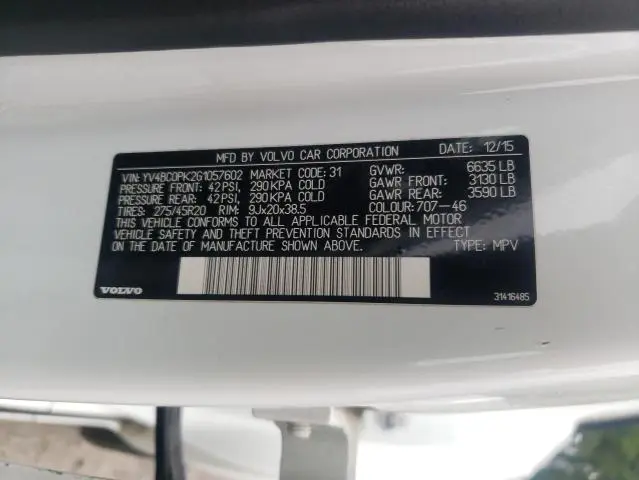 MFD BY VOLVO CAR CORPORATION DATE: 12/15
VIN: YV4BC0PK2G1057602 MARKET CODE: 31 GVWR: 6635 LB
PRESSURE FRONT: 42 PSI, 290 KPA COLD GAWR FRONT: 3130 LB
PRESSURE REAR: 42 PSI, 290 KPA COLD GAWR REAR: 3590 LB
TIRES: 275/45R20 RIM: 9Jx20x38.5 COLOUR: 707-46
THIS VEHICLE CONFORMS TO ALL APPLICABLE FEDERAL MOTOR
VEHICLE SAFETY AND THEFT PREVENTION STANDARDS IN EFFECT
ON THE DATE OF MANUFACTURE SHOWN ABOVE. TYPE: MPV
VOLVO 31416485